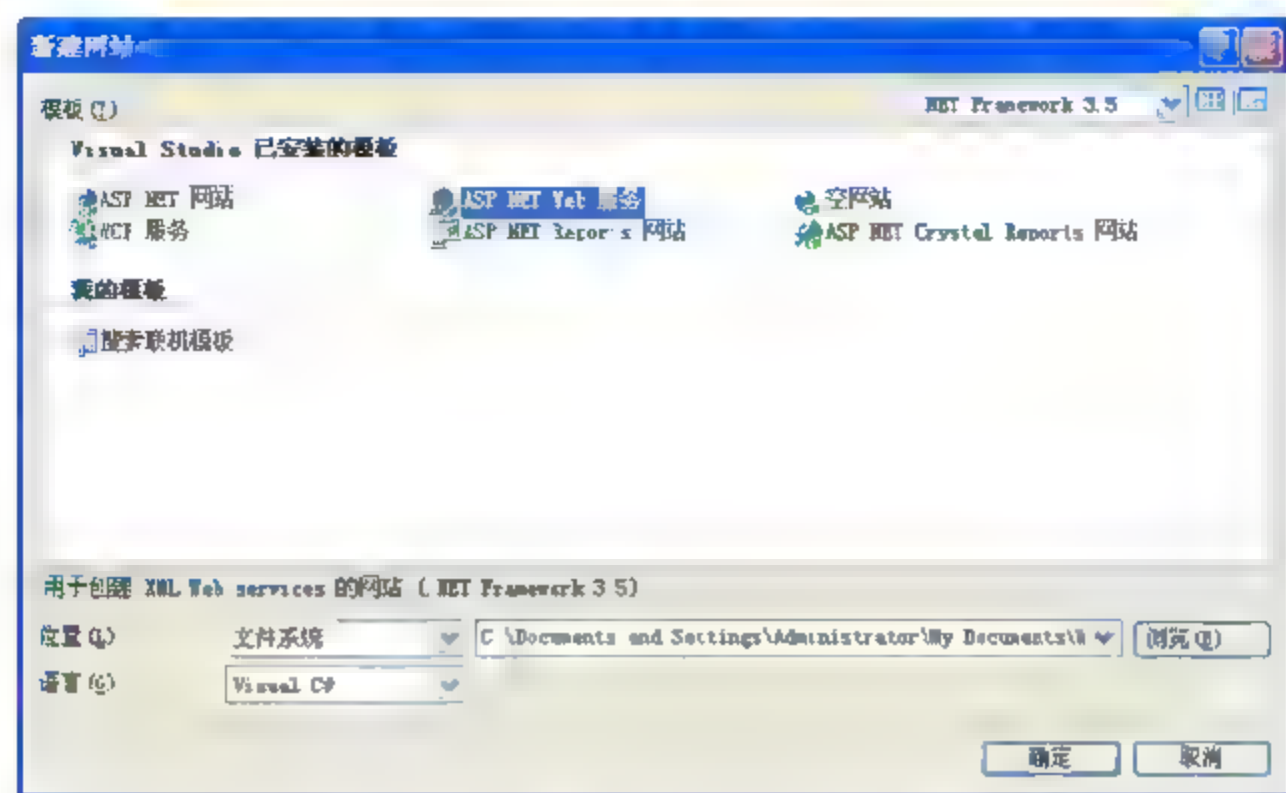 新建网站
模板(T)
.NET Framework 3.5
Visual Studio 已安装的模板
ASP.NET 网站
ASP.NET Web 服务
空网站
WCF 服务
ASP.NET Reports 网站
ASP.NET Crystal Reports 网站
我的模板
搜索联机模板
用于创建 XML Web services 的网站 (.NET Framework 3.5)
位置(L)
文件系统
C:\Documents and Settings\Administrator\My Documents\
浏览(B)
语言(G)
Visual C#
确定
取消